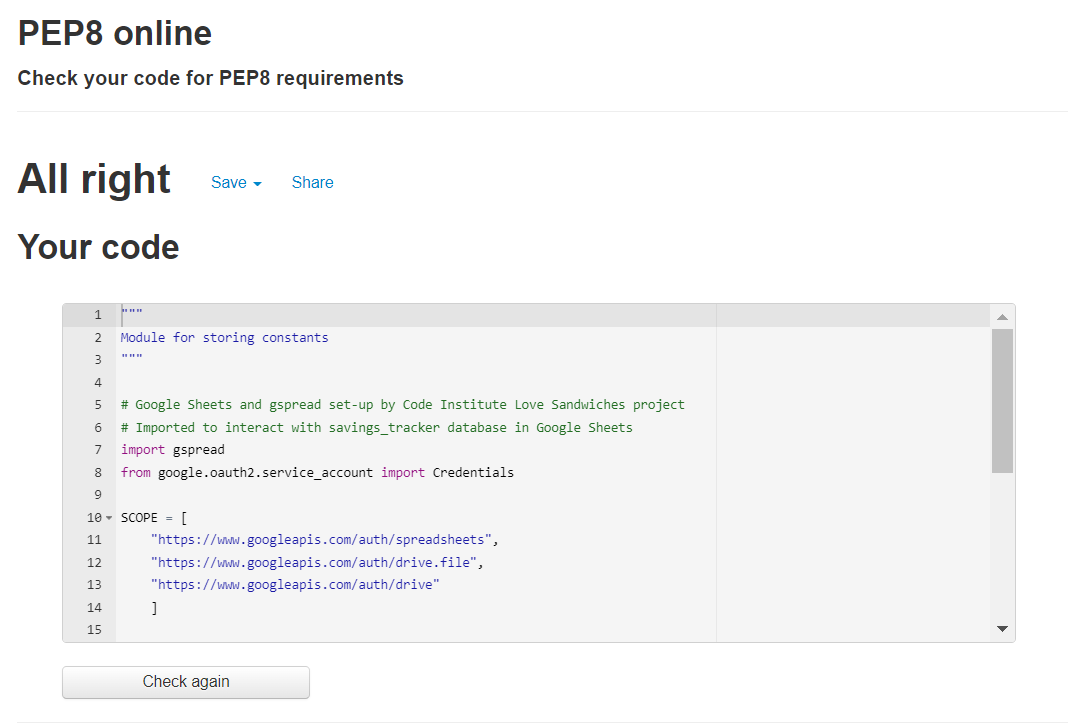 PEP8 online
Check your code for PEP8 requirements
All right Save Share
Your code
1 """
2 Module for storing constants
3 """
4
5 # Google Sheets and gspread set-up by Code Institute Love Sandwiches project
6 # Imported to interact with savings_tracker database in Google Sheets
7 import gspread
8 from google.oauth2.service_account import Credentials
9
10 SCOPE = [
11     "https://www.googleapis.com/auth/spreadsheets",
12     "https://www.googleapis.com/auth/drive.file",
13     "https://www.googleapis.com/auth/drive"
14     ]
15
Check again